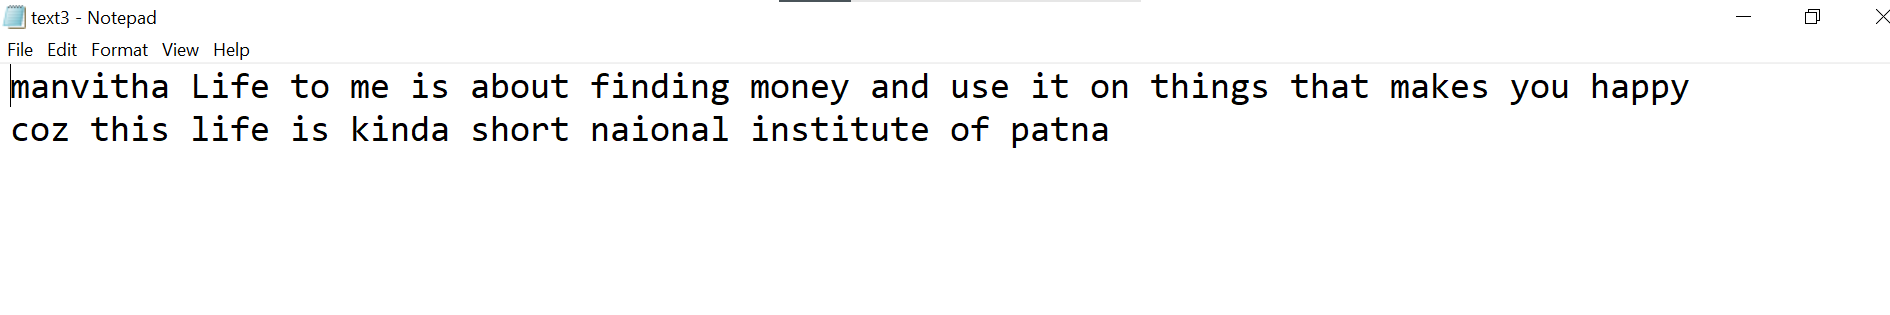 text3 - Notepad
File Edit Format View Help
manvitha Life to me is about finding money and use it on things that makes you happy
coz this life is kinda short naional institute of patna